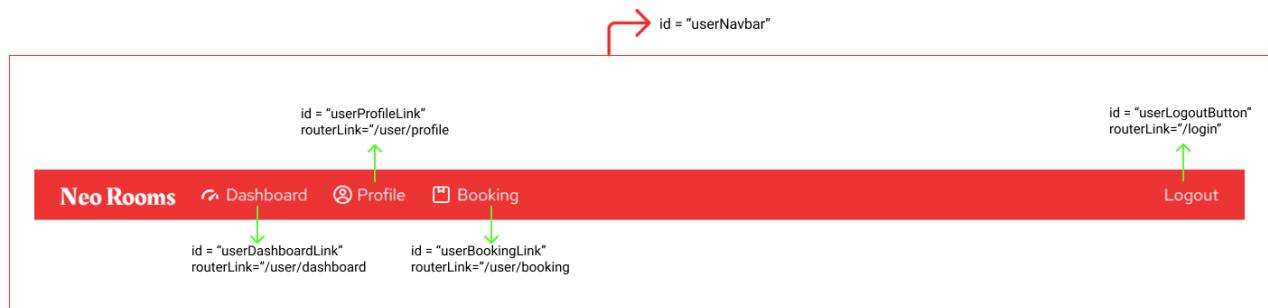 id = “userNavbar”
id = “userProfileLink”
routerLink=”/user/profile
id = “userLogoutButton”
routerLink=”/login”
Neo Rooms
Dashboard
Profile
Booking
Logout
id = “userDashboardLink”
routerLink=”/user/dashboard
id = “userBookingLink”
routerLink=”/user/booking